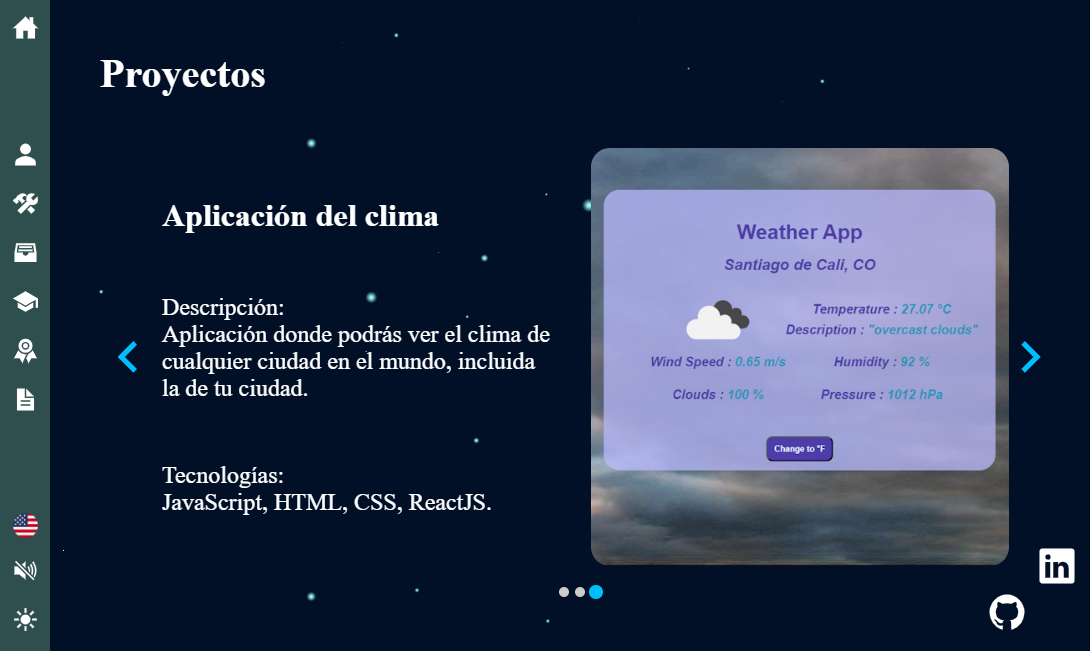 Proyectos
Aplicación del clima
Descripción:
Aplicación donde podrás ver el clima de
cualquier ciudad en el mundo, incluida
la de tu ciudad.
Tecnologías:
JavaScript, HTML, CSS, ReactJS.
Weather App
Santiago de Cali, CO
Temperature : 27.07 °C
Description : "overcast clouds"
Wind Speed : 0.65 m/s
Humidity : 92 %
Clouds : 100 %
Pressure : 1012 hPa
Change to °F
in